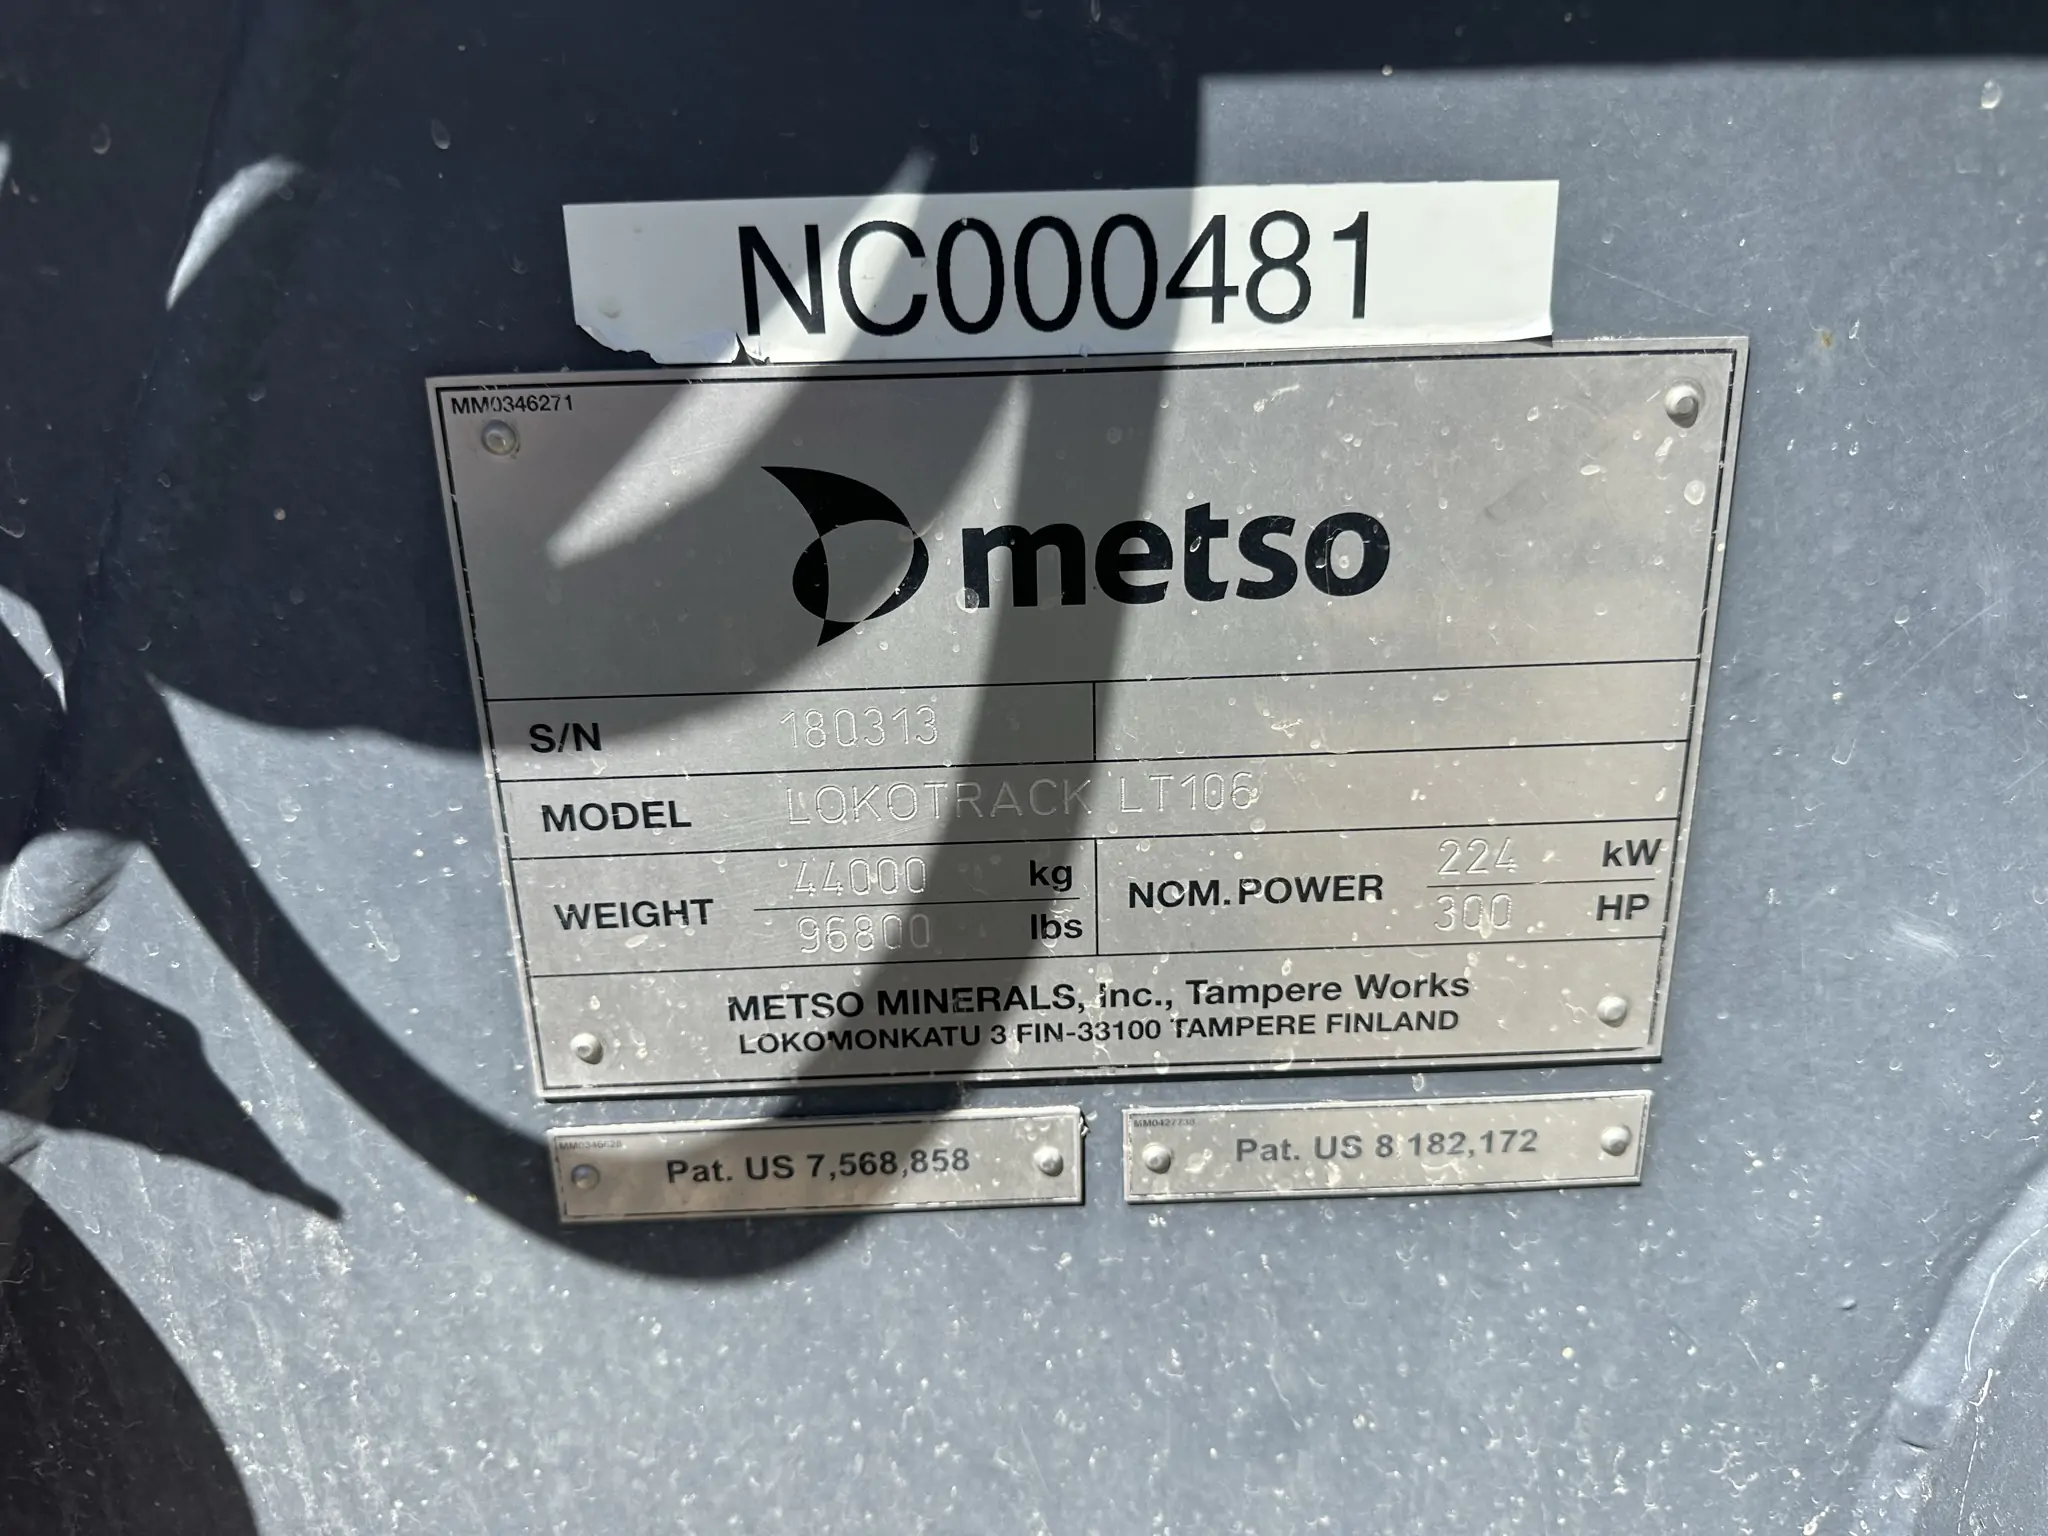 NC000481
MM0346271
metso
S/N 180313
MODEL LOKOTRACK LT106
WEIGHT 44000 kg
96800 lbs
NOM. POWER 224 kW
300 HP
METSO MINERALS, Inc., Tampere Works
LOKOMONKATU 3 FIN-33100 TAMPERE FINLAND
Pat. US 7,568,858
Pat. US 8 182,172